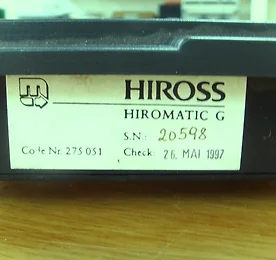 HIROSS
HIROMATIC G
S.N.: 20598
Code Nr. 275 051 Check: 26. MAI 1997